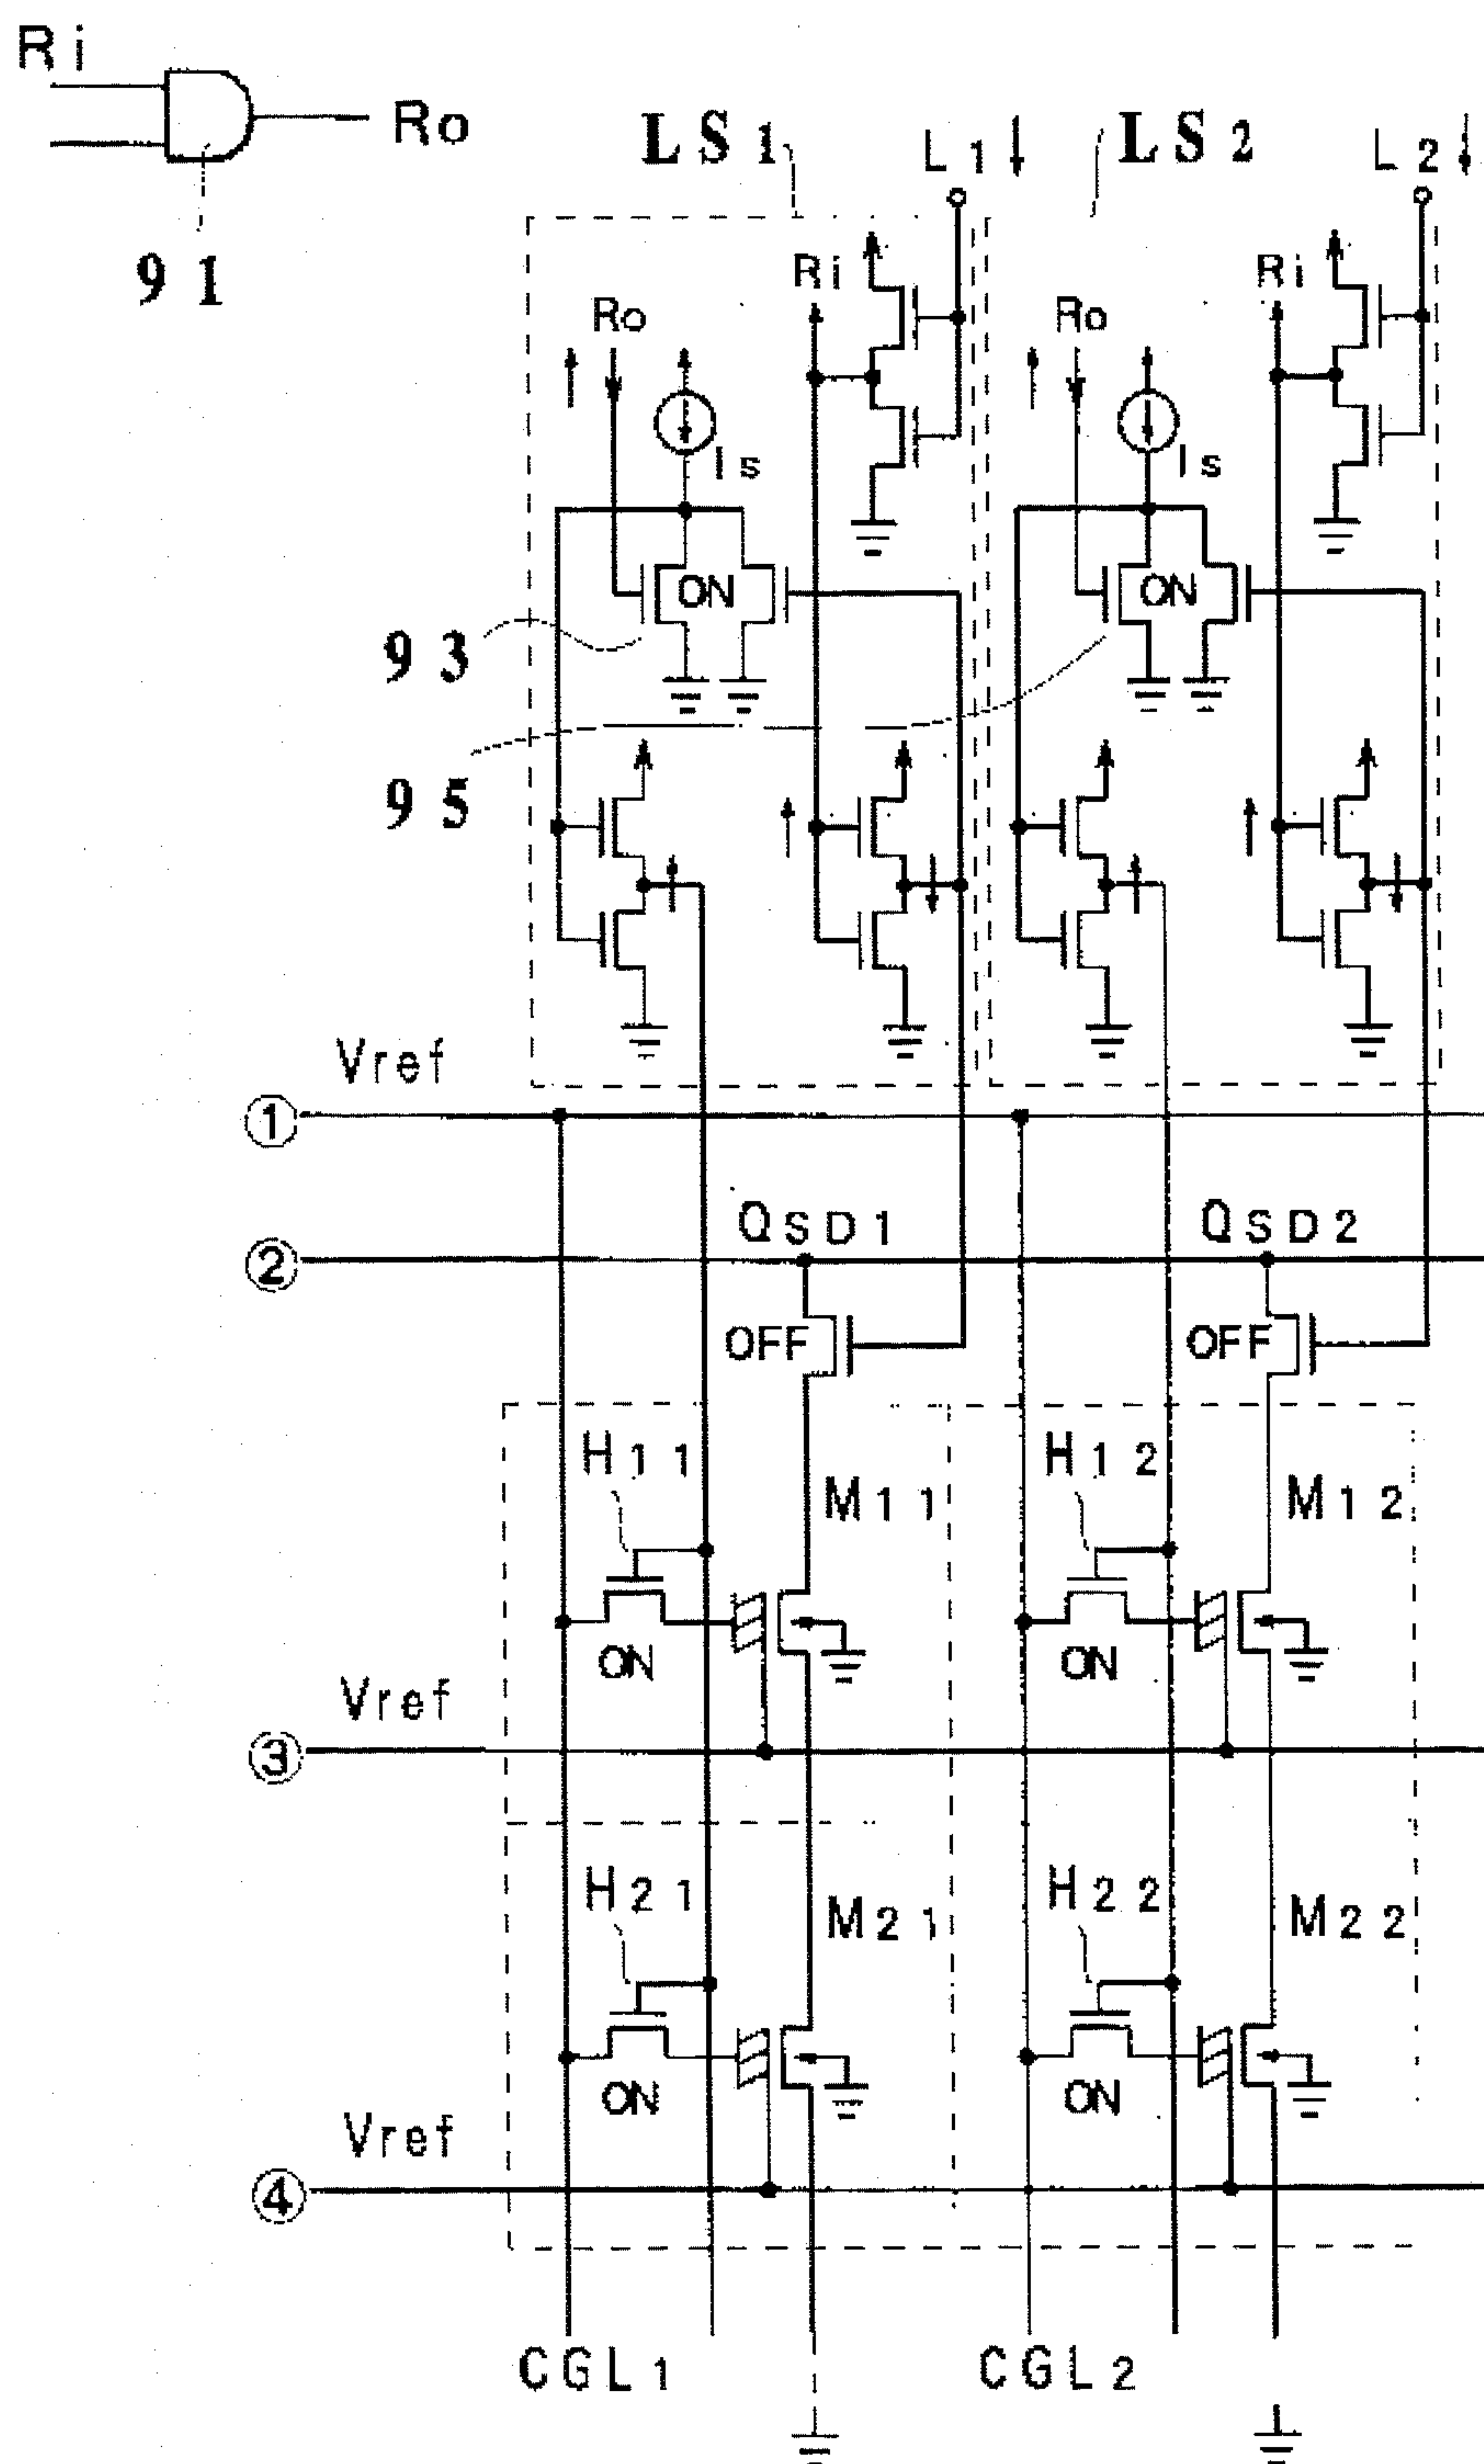 Ri
Ro
91
LS1
L1
LS2
L2
Ro
Ri
Is
Ro
Ri
Is
ON
ON
93
95
Vref
①
QSD1
QSD2
②
OFF
OFF
H11
M11
H12
M12
ON
ON
Vref
③
H21
M21
H22
M22
ON
ON
Vref
④
CGL1
CGL2